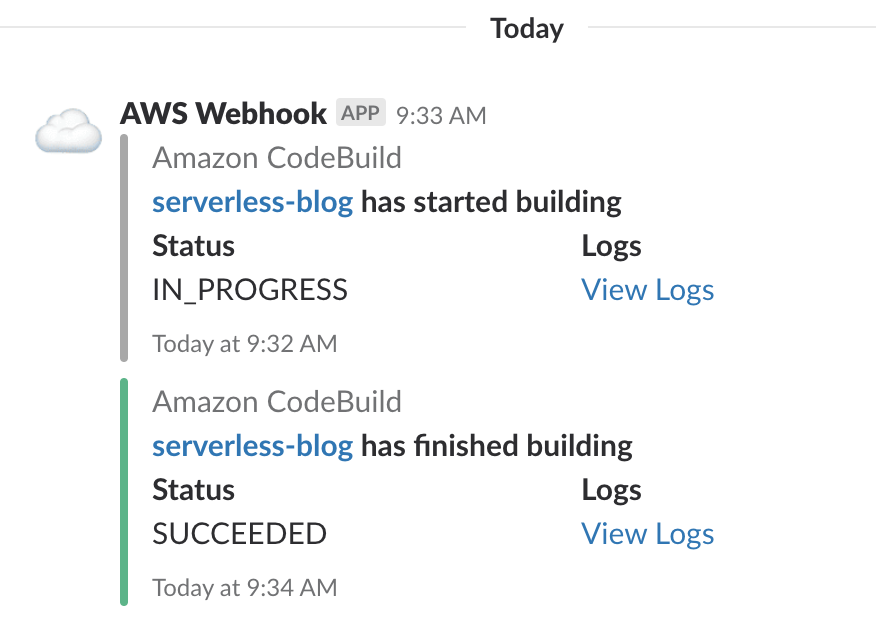 Today
AWS Webhook APP 9:33 AM
Amazon CodeBuild
serverless-blog has started building
Status Logs
IN_PROGRESS View Logs
Today at 9:32 AM
Amazon CodeBuild
serverless-blog has finished building
Status Logs
SUCCEEDED View Logs
Today at 9:34 AM